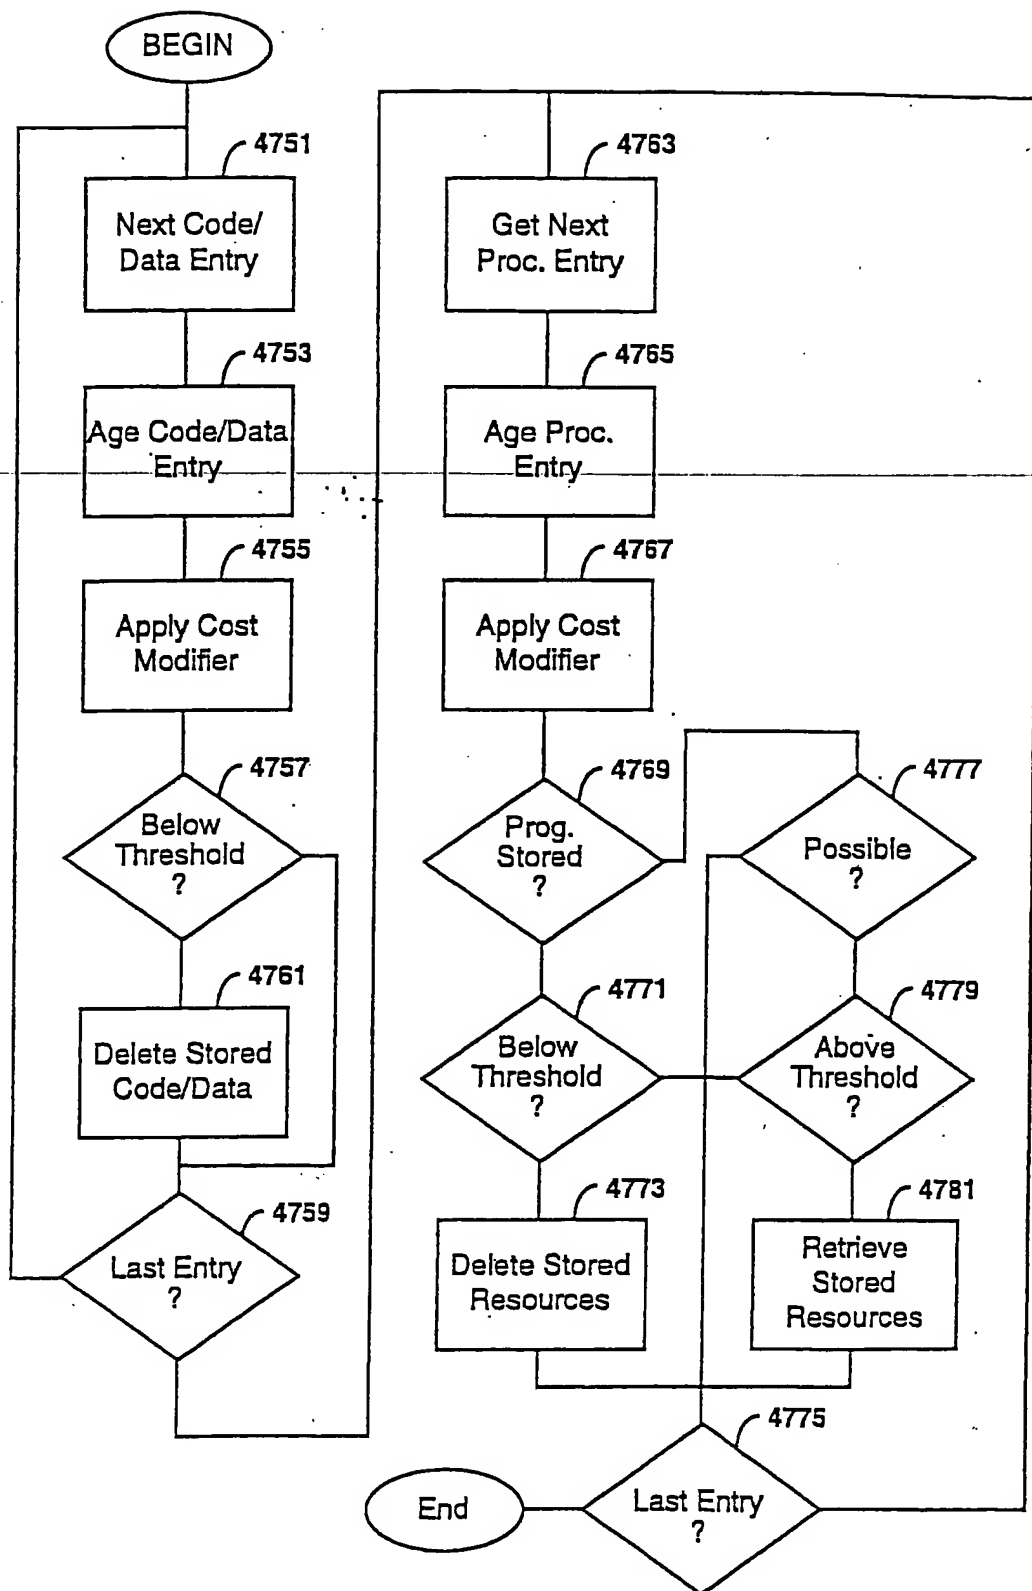 BEGIN
4751
Next Code/
Data Entry
4753
Age Code/Data
Entry
4755
Apply Cost
Modifier
4757
Below
Threshold
?
4761
Delete Stored
Code/Data
4759
Last Entry
?
4763
Get Next
Proc. Entry
4765
Age Proc.
Entry
4767
Apply Cost
Modifier
4769
Prog.
Stored
?
4771
Below
Threshold
?
4773
Delete Stored
Resources
4777
Possible
?
4779
Above
Threshold
?
4781
Retrieve
Stored
Resources
4775
Last Entry
?
End